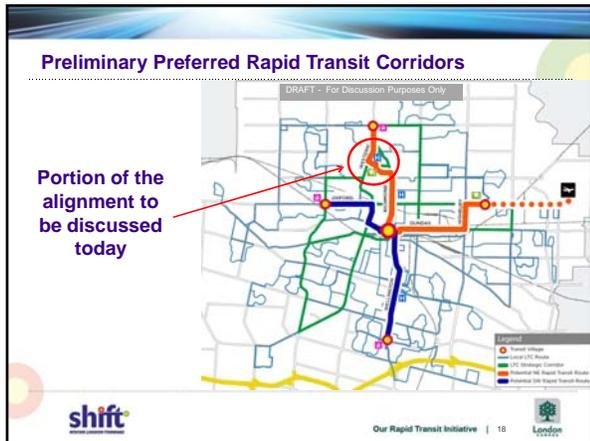 Preliminary Preferred Rapid Transit Corridors
DRAFT - For Discussion Purposes Only
Portion of the
alignment to
be discussed
today
OXFORD
DUNDAS
Legend
Transit Village
Local LTC Route
LTC Strategic Corridor
Potential NE Rapid Transit Route
Potential SW Rapid Transit Route
shift
Our Rapid Transit Initiative | 18
London
CANADA